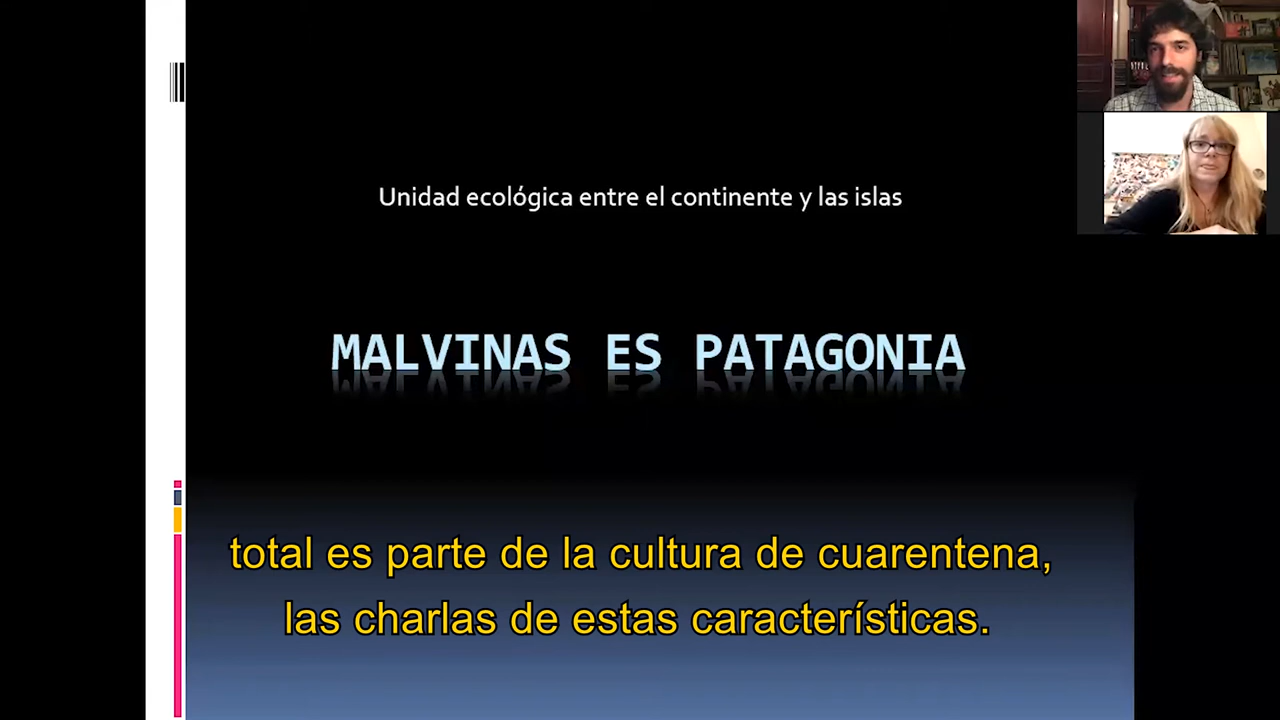 Unidad ecológica entre el continente y las islas
MALVINAS ES PATAGONIA
total es parte de la cultura de cuarentena,
las charlas de estas características.